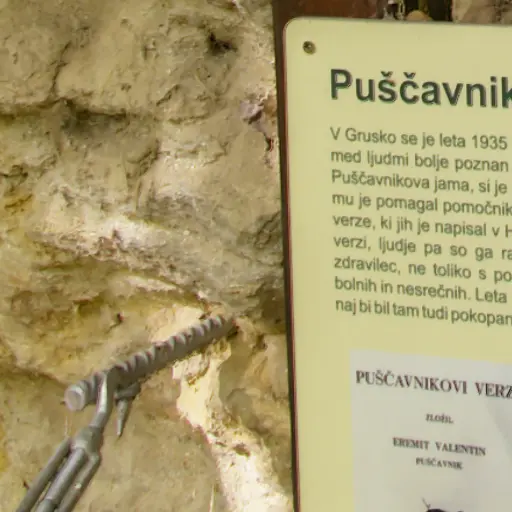 Puščavnik
V Grusko se je leta 1935
med ljudmi bolje poznan
Puščavnikova jama, si je
mu je pomagal pomočnik
verze, ki jih je napisal v H
verzi, ljudje pa so ga ra
zdravilec, ne toliko s po
bolnih in nesrečnih. Leta
naj bi bil tam tudi pokopan
PUŠČAVNIKOVI VERZ
ZLOŽIL
EREMIT VALENTIN
PUŠČAVNIK